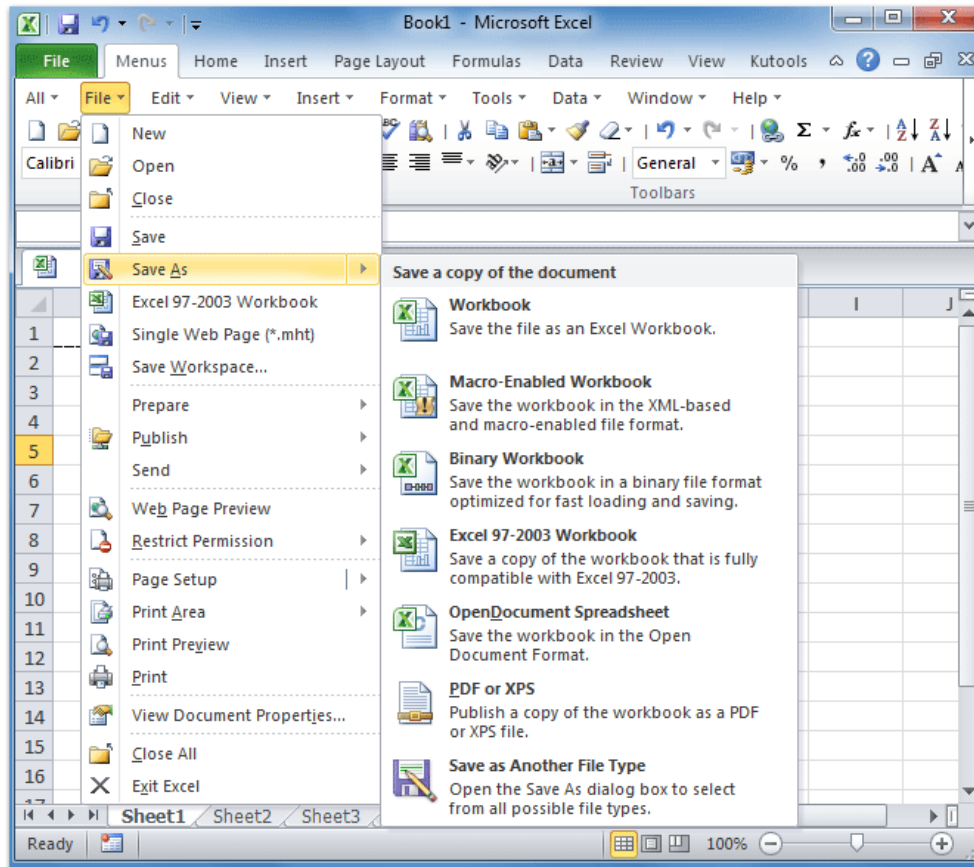 Book1 - Microsoft Excel
File Menus Home Insert Page Layout Formulas Data Review View Kutools
All File Edit View Insert Format Tools Data Window Help
Calibri General
Toolbars
New
Open
Close
Save
Save As
Excel 97-2003 Workbook
Single Web Page (*.mht)
Save Workspace...
Prepare
Publish
Send
Web Page Preview
Restrict Permission
Page Setup
Print Area
Print Preview
Print
View Document Properties...
Close All
Exit Excel
Save a copy of the document
Workbook
Save the file as an Excel Workbook.
Macro-Enabled Workbook
Save the workbook in the XML-based
and macro-enabled file format.
Binary Workbook
Save the workbook in a binary file format
optimized for fast loading and saving.
Excel 97-2003 Workbook
Save a copy of the workbook that is fully
compatible with Excel 97-2003.
OpenDocument Spreadsheet
Save the workbook in the Open
Document Format.
PDF or XPS
Publish a copy of the workbook as a PDF
or XPS file.
Save as Another File Type
Open the Save As dialog box to select
from all possible file types.
I J
1
2
3
4
5
6
7
8
9
10
11
12
13
14
15
16
Sheet1 Sheet2 Sheet3
Ready 100%